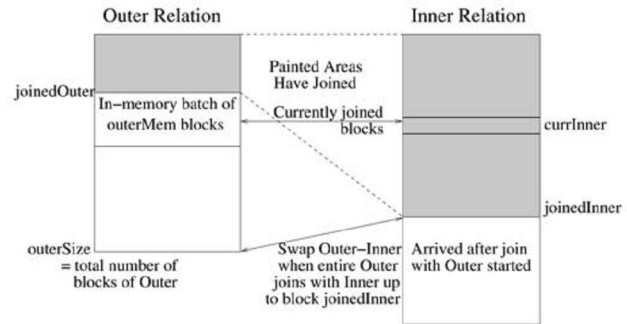 Outer Relation
Inner Relation
Painted Areas
Have Joined
joinedOuter
In-memory batch of
outerMem blocks
Currently joined
blocks
currInner
joinedInner
outerSize
= total number of
blocks of Outer
Swap Outer-Inner
when entire Outer
joins with Inner up
to block joinedInner
Arrived after join
with Outer started